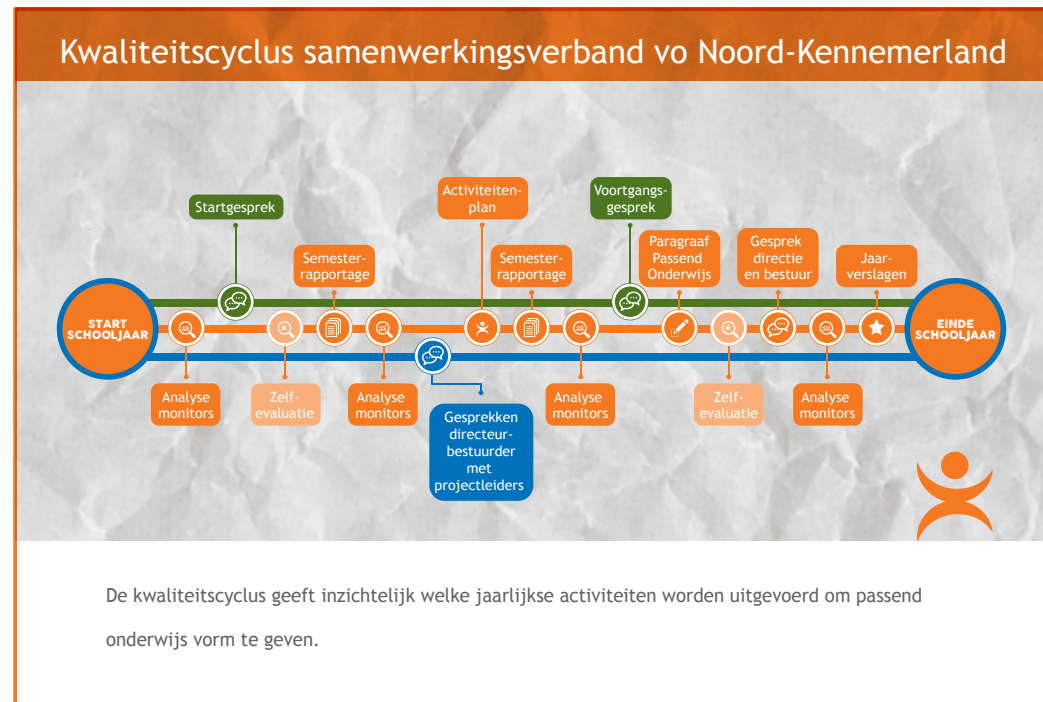 Kwaliteitscyclus samenwerkingsverband vo Noord-Kennemerland
Startgesprek
Activiteiten-
plan
Voortgangs-
gesprek
Semester-
rapportage
Semester-
rapportage
Paragraaf
Passend
Onderwijs
Gesprek
directie
en bestuur
Jaar-
verslagen
START
SCHOOLJAAR
EINDE
SCHOOLJAAR
Analyse
monitors
Zelf-
evaluatie
Analyse
monitors
Gesprekken
directeur-
bestuurder
met
projectleiders
Analyse
monitors
Zelf-
evaluatie
Analyse
monitors
De kwaliteitscyclus geeft inzichtelijk welke jaarlijkse activiteiten worden uitgevoerd om passend
onderwijs vorm te geven.